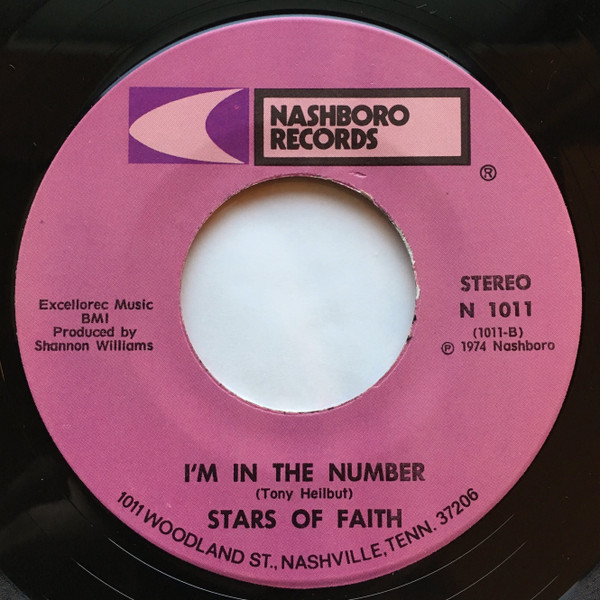 NASHBORO
RECORDS
®
Excellorec Music
BMI
Produced by
Shannon Williams
STEREO
N 1011
(1011-B)
℗ 1974 Nashboro
I'M IN THE NUMBER
(Tony Heilbut)
STARS OF FAITH
1011 WOODLAND ST., NASHVILLE, TENN. 37206